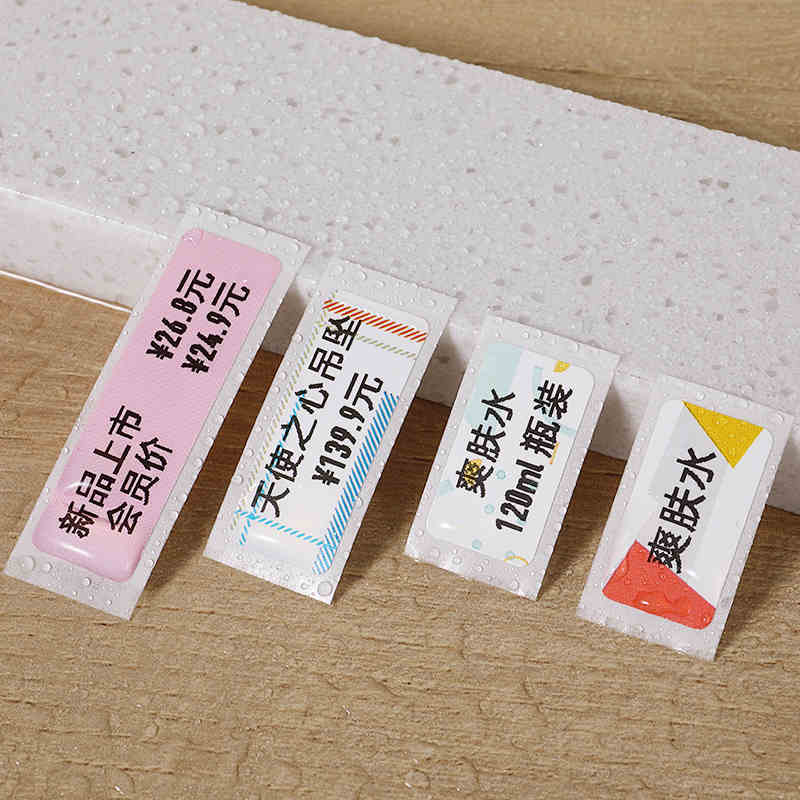 新品上市 ¥26.8元
会员价 ¥24.9元
天使之心吊坠
¥139.9元
爽肤水
120ml 瓶装
爽肤水